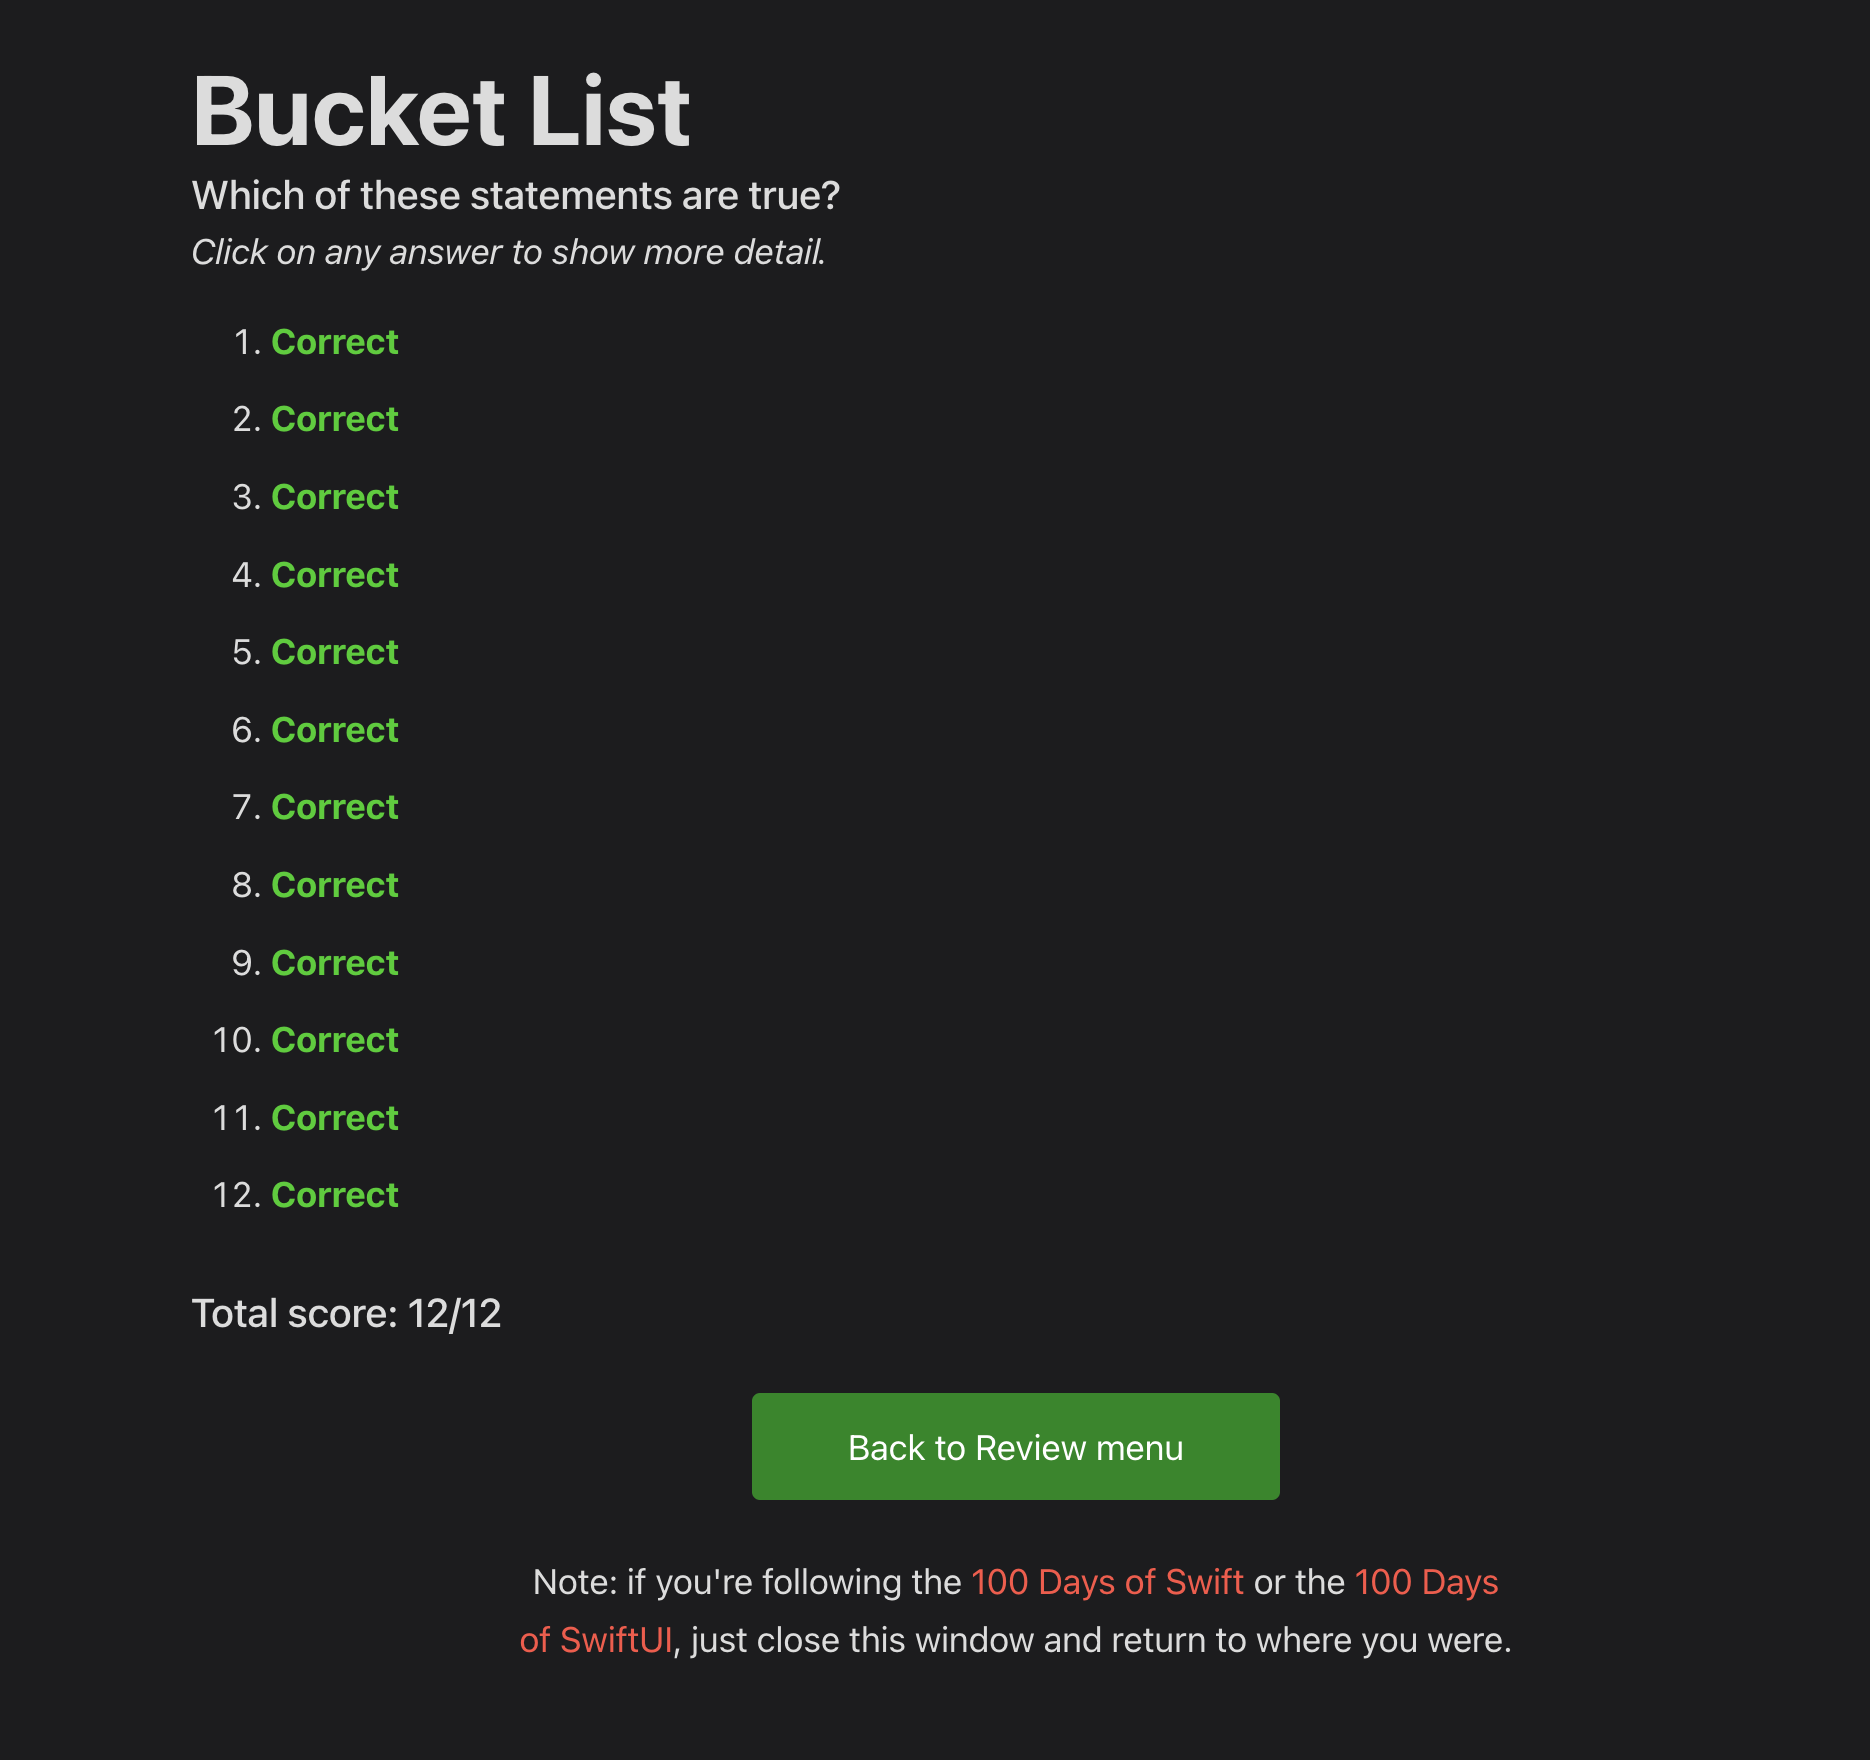 Bucket List
Which of these statements are true?
Click on any answer to show more detail.
1. Correct
2. Correct
3. Correct
4. Correct
5. Correct
6. Correct
7. Correct
8. Correct
9. Correct
10. Correct
11. Correct
12. Correct
Total score: 12/12
Back to Review menu
Note: if you're following the 100 Days of Swift or the 100 Days
of SwiftUI, just close this window and return to where you were.